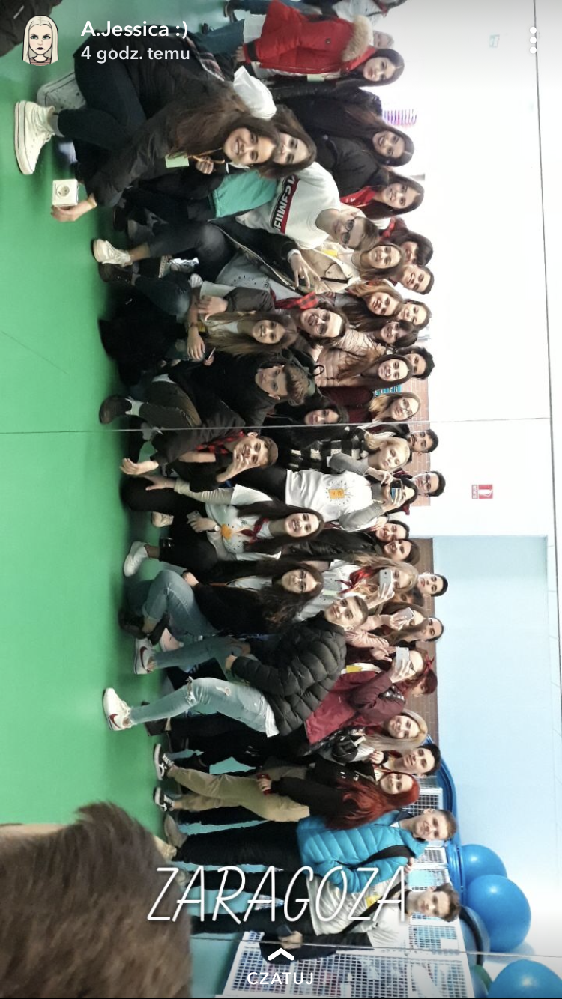 A.Jessica :)
4 godz. temu
ZARAGOZA
CZATUJ